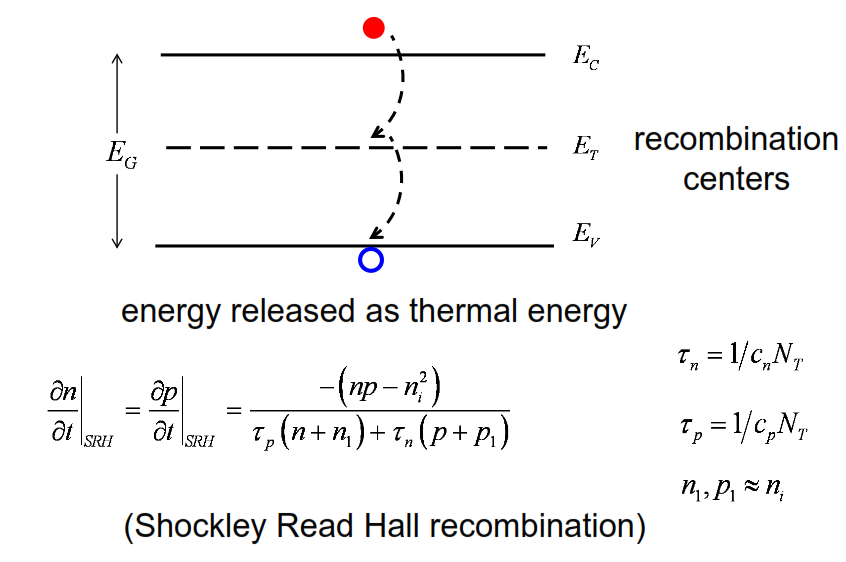 E_C
E_G
E_T
recombination
centers
E_V
energy released as thermal energy
τ_n = 1/c_n N_T
∂n/∂t|_SRH = ∂p/∂t|_SRH = -(np - n_i^2) / τ_p(n + n_1) + τ_n(p + p_1)
τ_p = 1/c_p N_T
n_1, p_1 ≈ n_i
(Shockley Read Hall recombination)